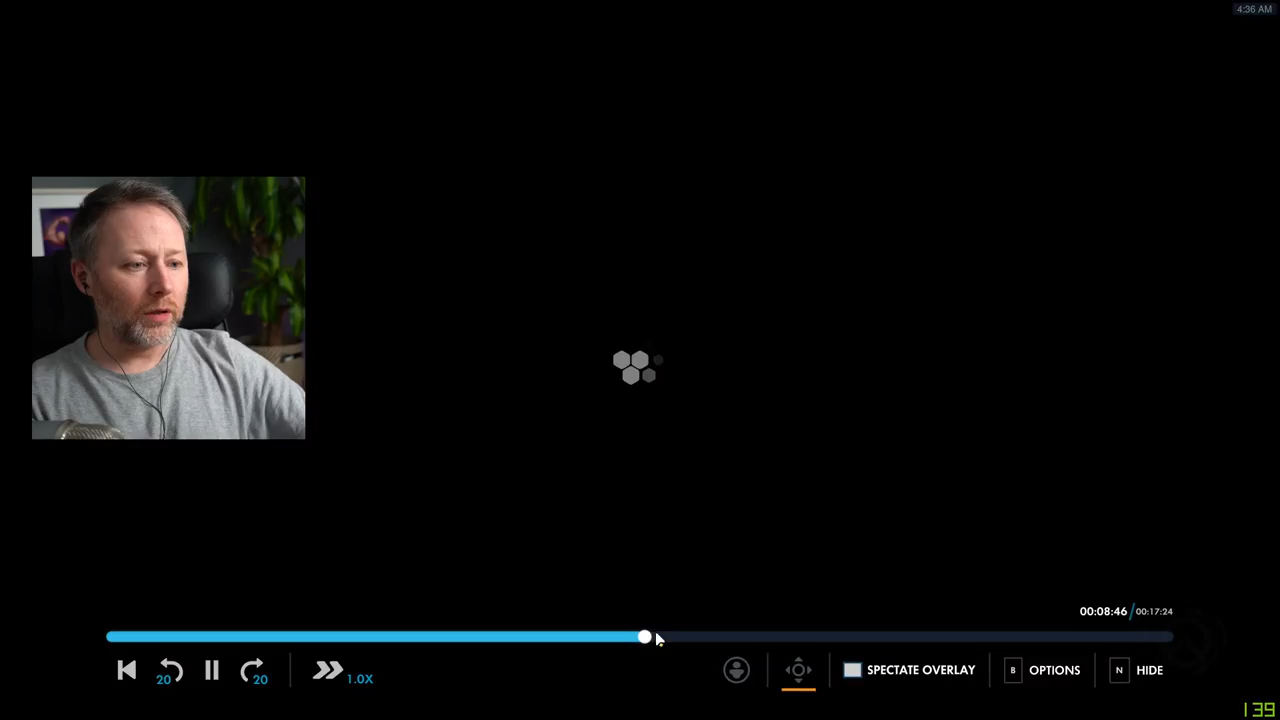 4:36 AM
00:08:46/00:17:24
20 20 1.0X SPECTATE OVERLAY B OPTIONS N HIDE
139